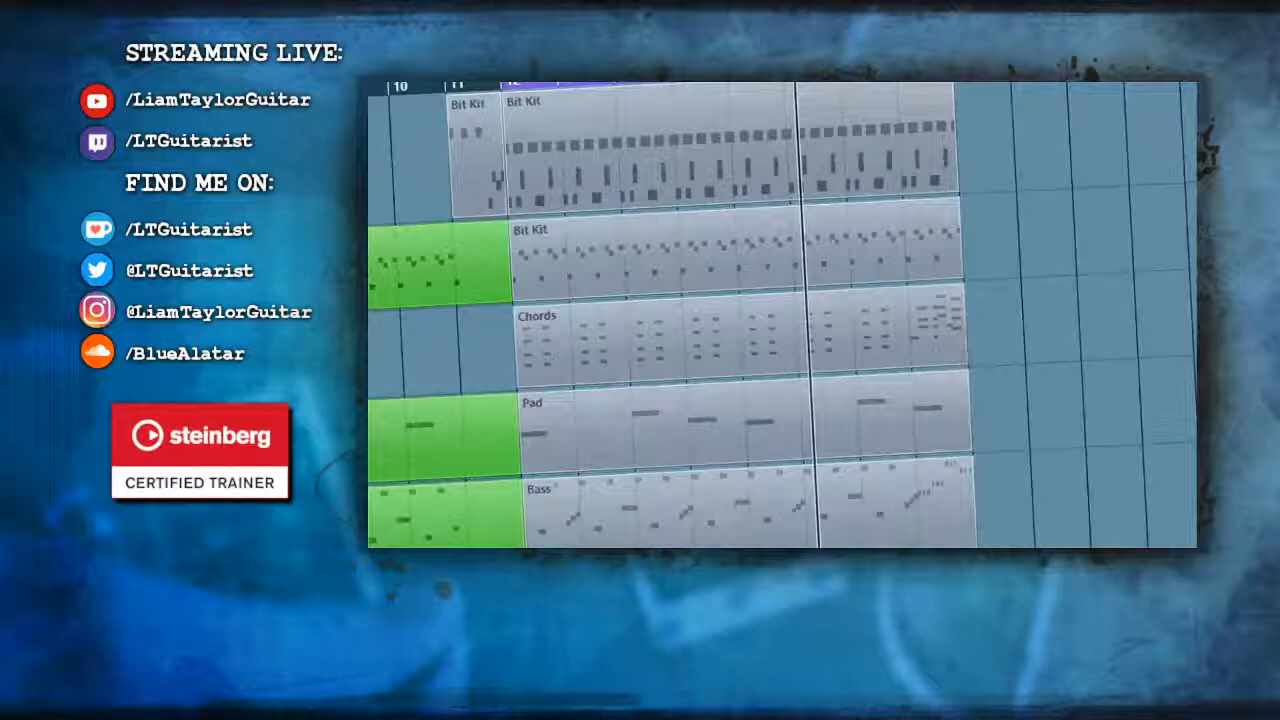 STREAMING LIVE:
/LiamTaylorGuitar
/LTGuitarist
FIND ME ON:
/LTGuitarist
@LTGuitarist
@LiamTaylorGuitar
/BlueAlatar
steinberg
CERTIFIED TRAINER
10
11
Bit Kit
Bit Kit
Bit Kit
Chords
Pad
Bass